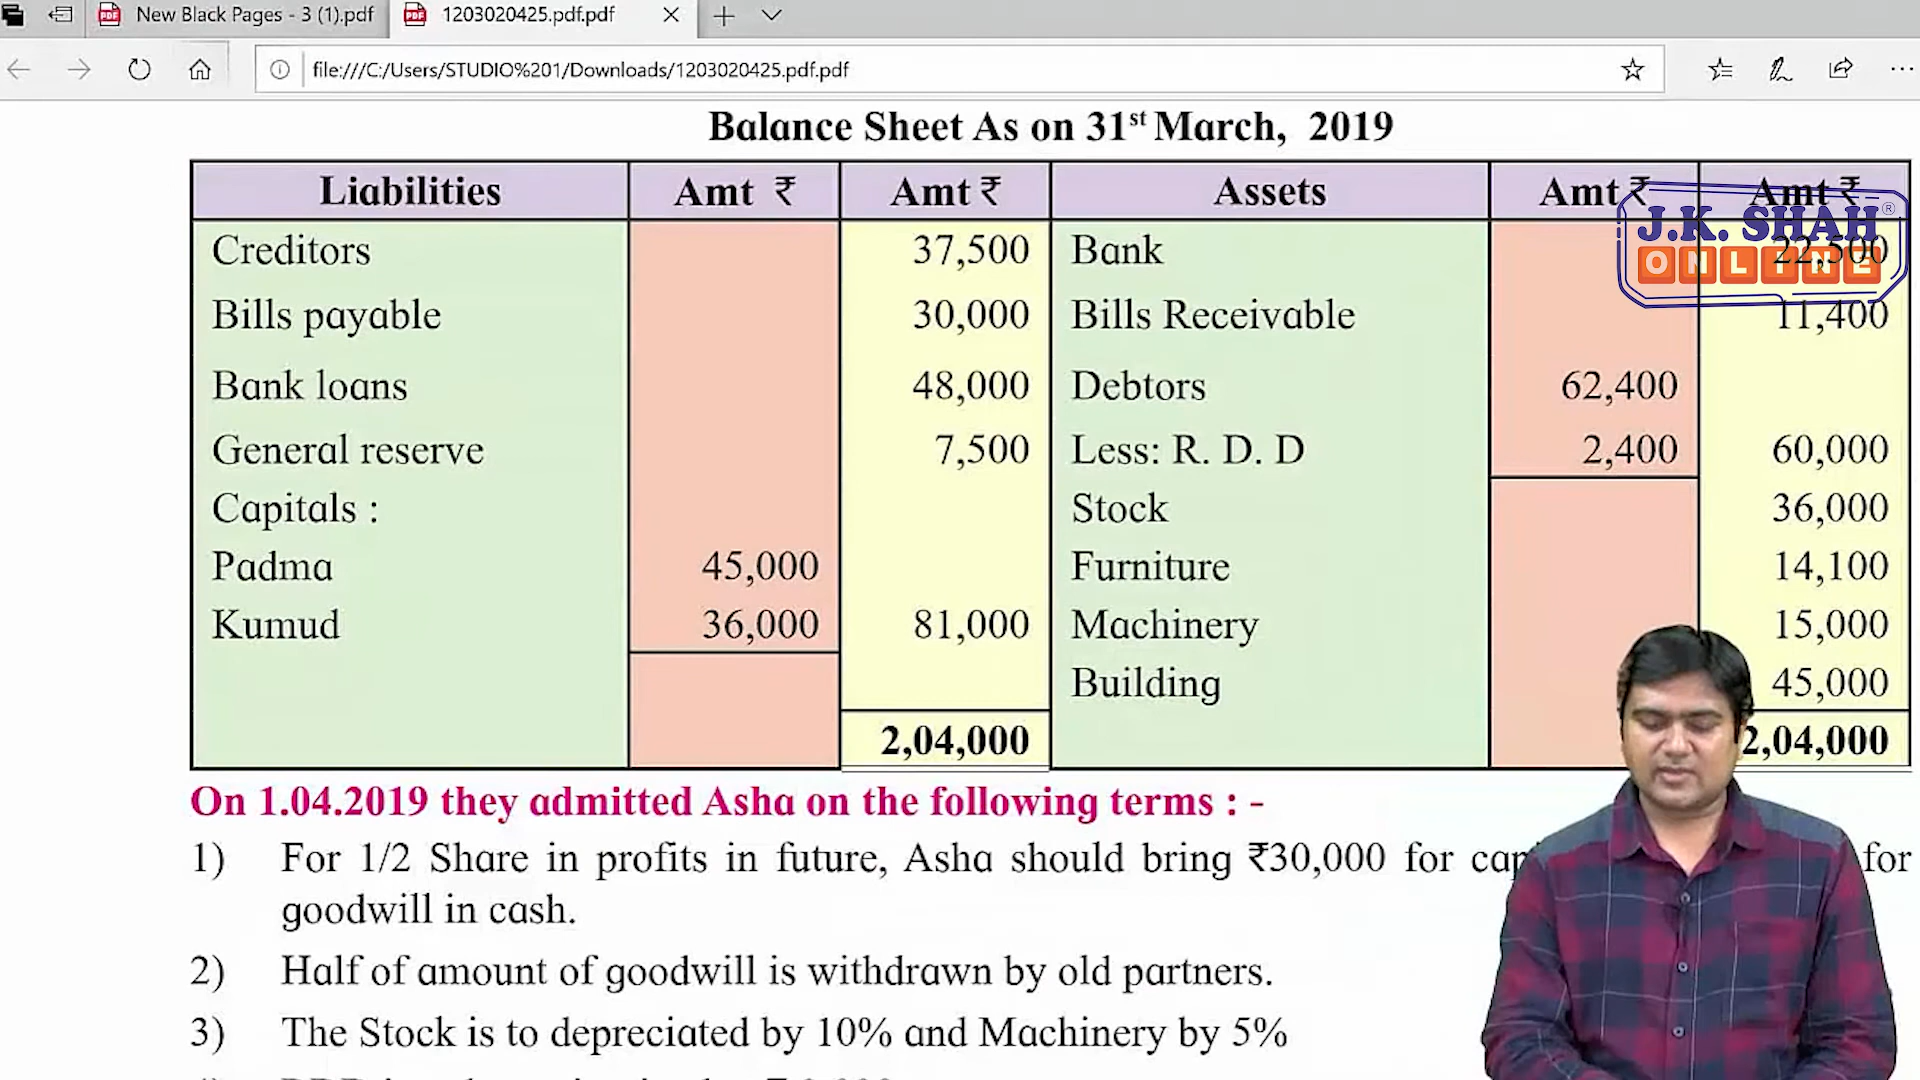 New Black Pages - 3 (1).pdf
1203020425.pdf.pdf
file:///C:/Users/STUDIO%201/Downloads/1203020425.pdf.pdf
Balance Sheet As on 31st March, 2019
Liabilities Amt ₹ Amt ₹ Assets Amt ₹ Amt ₹
J.K. SHAH®
ONLINE
Creditors 37,500 Bank 22,500
Bills payable 30,000 Bills Receivable 11,400
Bank loans 48,000 Debtors 62,400
General reserve 7,500 Less: R. D. D 2,400 60,000
Capitals : Stock 36,000
Padma 45,000 Furniture 14,100
Kumud 36,000 81,000 Machinery 15,000
Building 45,000
2,04,000 2,04,000
On 1.04.2019 they admitted Asha on the following terms : -
1) For 1/2 Share in profits in future, Asha should bring ₹30,000 for for
goodwill in cash.
2) Half of amount of goodwill is withdrawn by old partners.
3) The Stock is to depreciated by 10% and Machinery by 5%